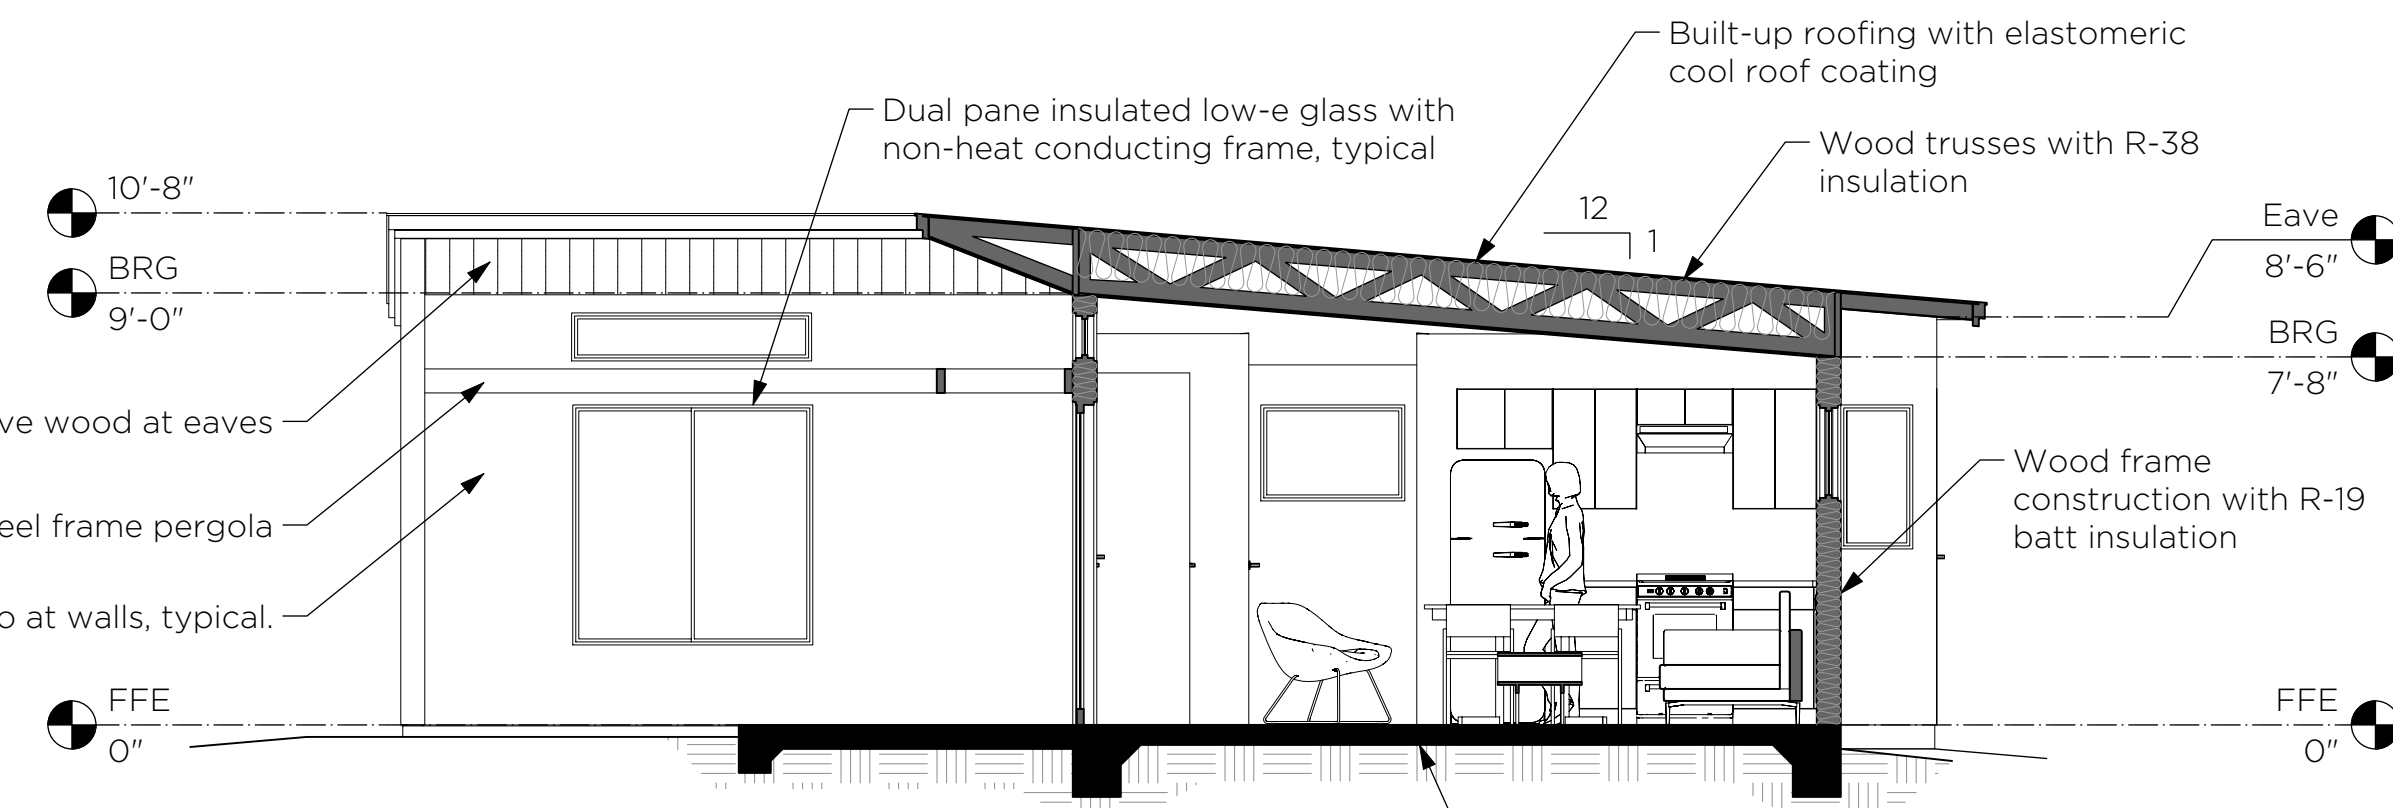 Built-up roofing with elastomeric
cool roof coating
Dual pane insulated low-e glass with
non-heat conducting frame, typical
Wood trusses with R-38
insulation
10'-8"
12
1
Eave
8'-6"
BRG
9'-0"
BRG
7'-8"
wood at eaves
Wood frame
construction with R-19
batt insulation
frame pergola
at walls, typical.
FFE
0"
FFE
0"